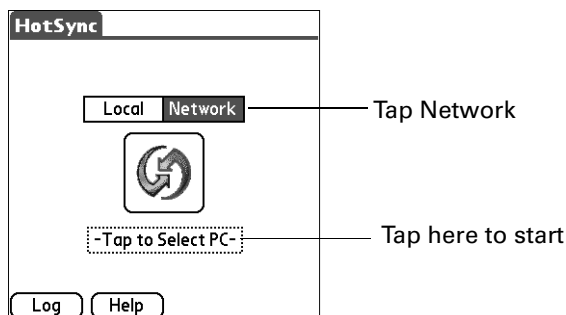 HotSync
Local Network
Tap Network
-Tap to Select PC-
Tap here to start
Log Help